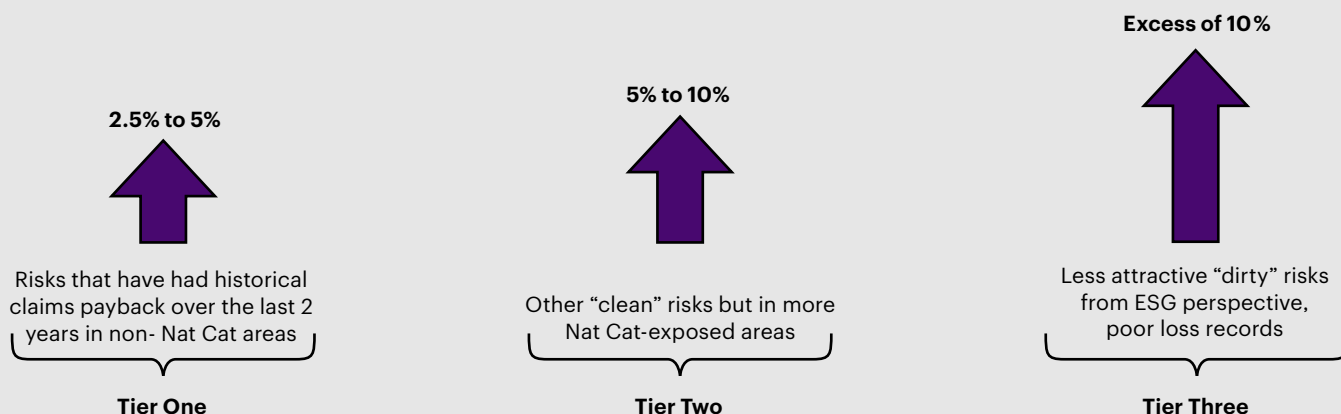 2.5% to 5%
Risks that have had historical
claims payback over the last 2
years in non- Nat Cat areas
Tier One
5% to 10%
Other “clean” risks but in more
Nat Cat-exposed areas
Tier Two
Excess of 10%
Less attractive “dirty” risks
from ESG perspective,
poor loss records
Tier Three